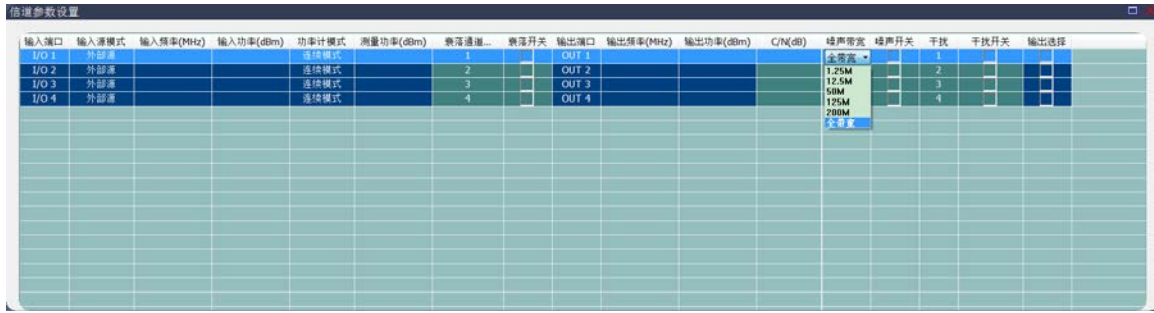 信道参数设置
输入端口 输入源模式 输入频率(MHz) 输入功率(dBm) 功率计模式 测量功率(dBm) 衰落通道... 衰落开关 输出端口 输出频率(MHz) 输出功率(dBm) C/N(dB) 噪声带宽 噪声开关 干扰 干扰开关 输出选择
I/O 1 外部源 连续模式 1 OUT 1 全带宽 1
I/O 2 外部源 连续模式 2 OUT 2 1.25M 2
I/O 3 外部源 连续模式 3 OUT 3 12.5M 3
50M
I/O 4 外部源 连续模式 4 OUT 4 125M 4
200M
全带宽